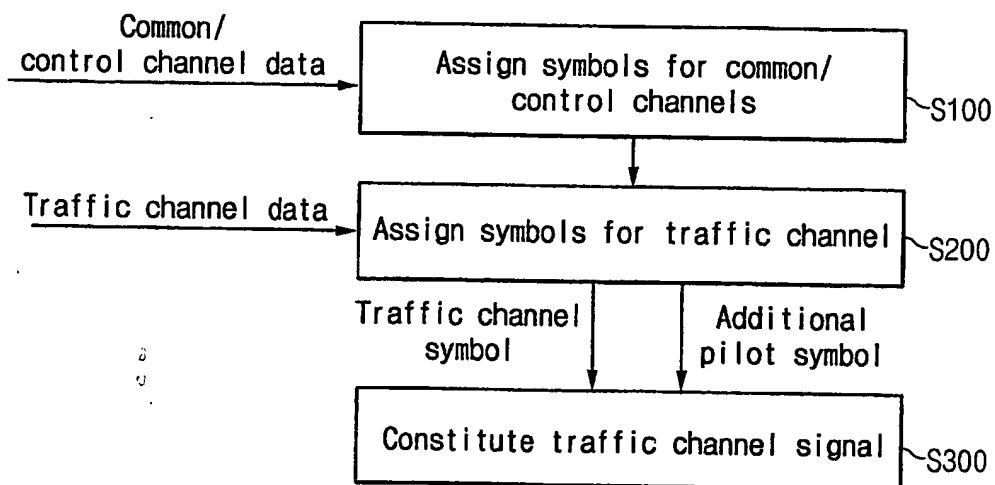 Common/
control channel data
Assign symbols for common/
control channels
S100
Traffic channel data
Assign symbols for traffic channel
S200
Traffic channel
symbol
Additional
pilot symbol
Constitute traffic channel signal
S300